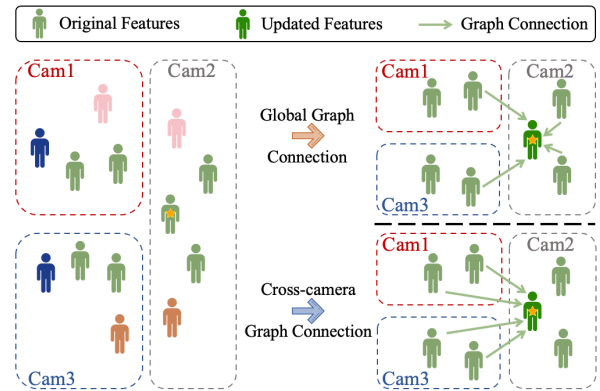 Original Features
Updated Features
Graph Connection
Cam1
Cam2
Cam3
Global Graph
Connection
Cross-camera
Graph Connection
Cam1
Cam2
Cam3
Cam1
Cam2
Cam3